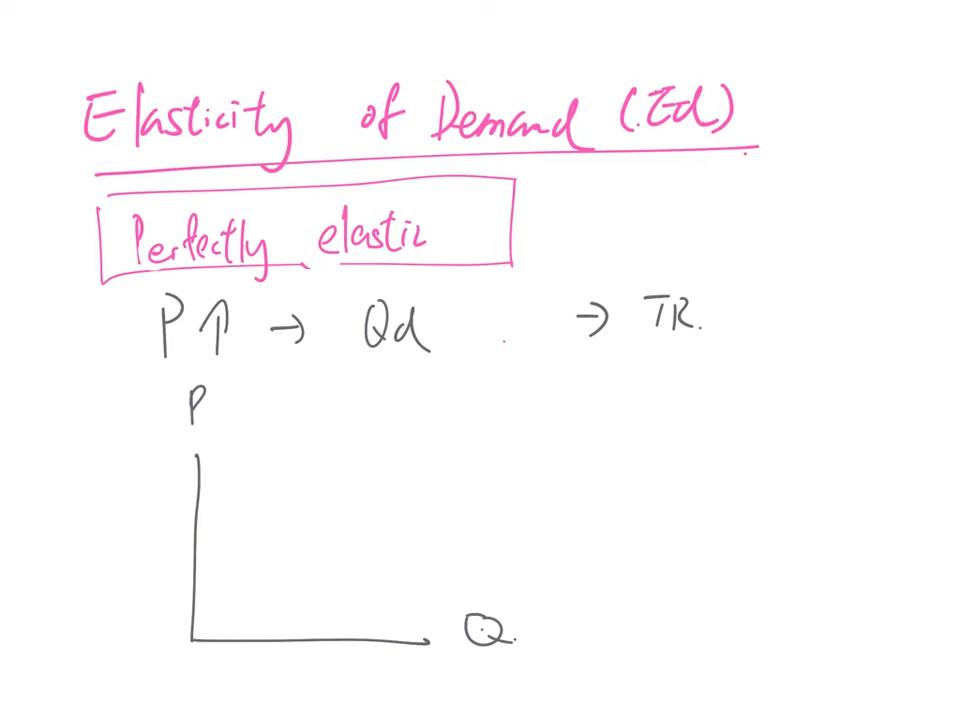 Elasticity of Demand (Ed)
Perfectly elastic
P ↑ → Qd → TR.
P
Q.